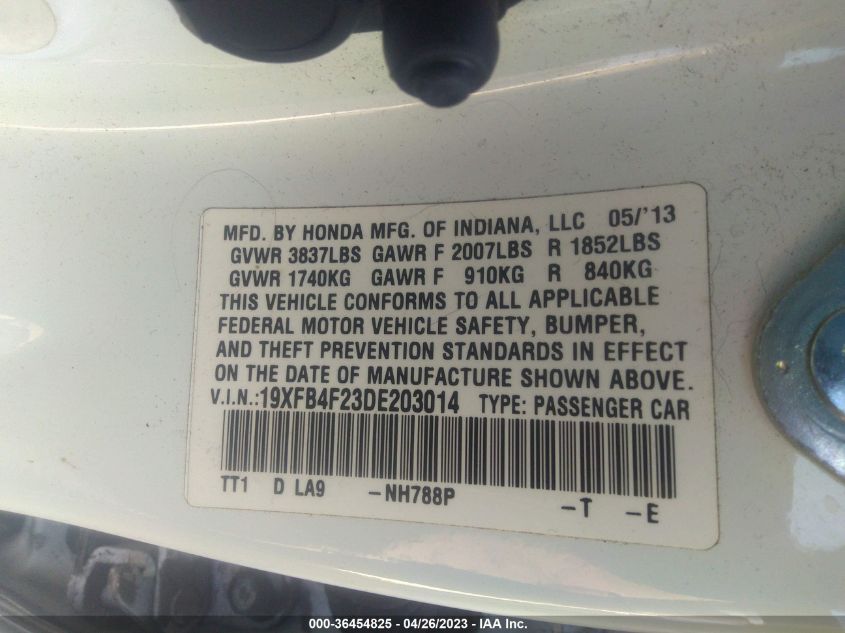 MFD. BY HONDA MFG. OF INDIANA, LLC 05/'13
GVWR 3837LBS GAWR F 2007LBS R 1852LBS
GVWR 1740KG GAWR F 910KG R 840KG
THIS VEHICLE CONFORMS TO ALL APPLICABLE
FEDERAL MOTOR VEHICLE SAFETY, BUMPER,
AND THEFT PREVENTION STANDARDS IN EFFECT
ON THE DATE OF MANUFACTURE SHOWN ABOVE.
V.I.N.:19XFB4F23DE203014 TYPE: PASSENGER CAR
TT1 D LA9 -NH788P -T -E
000-36454825 - 04/26/2023 - IAA Inc.